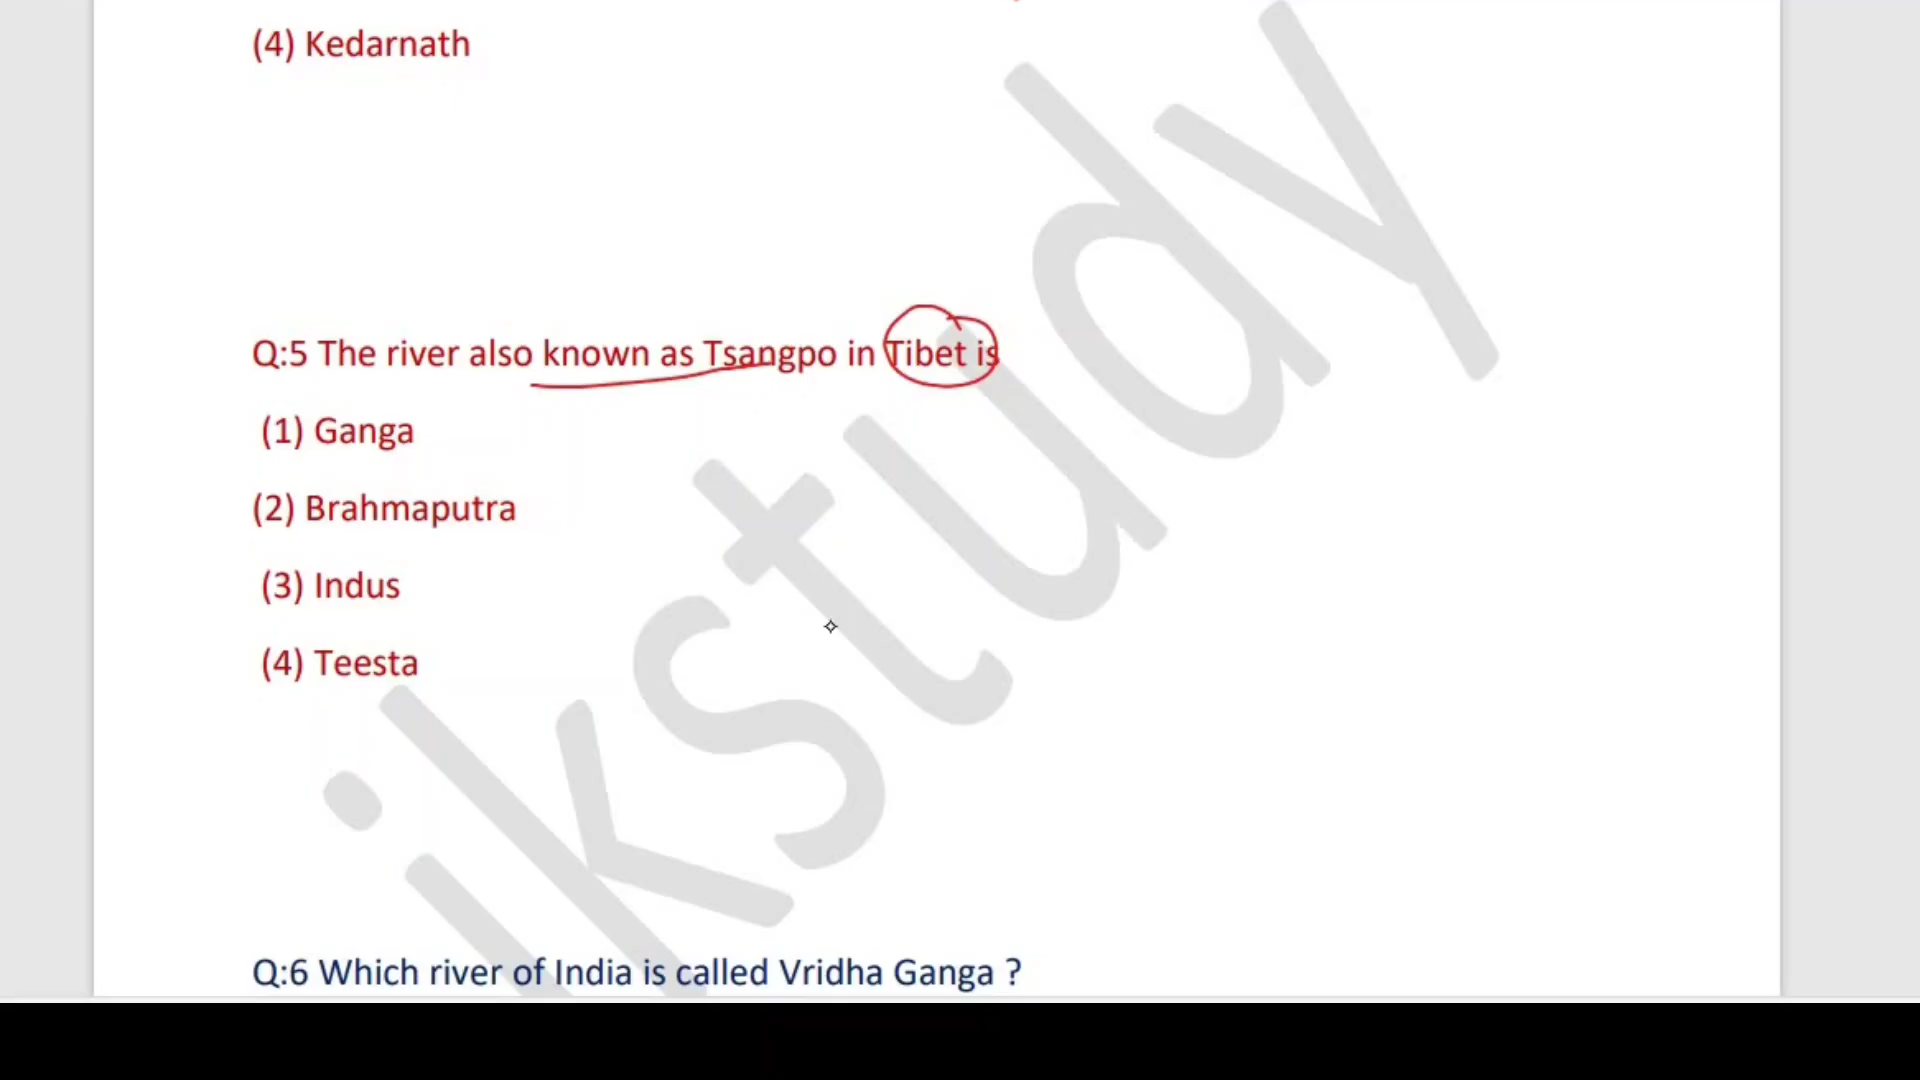 (4) Kedarnath
Q:5 The river also known as Tsangpo in Tibet is
(1) Ganga
(2) Brahmaputra
(3) Indus
(4) Teesta
Q:6 Which river of India is called Vridha Ganga ?
ikstudy